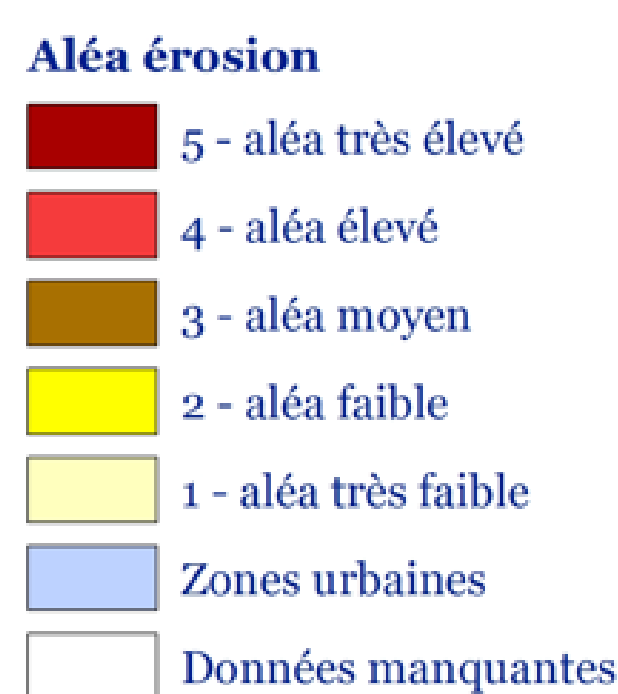 Aléa érosion
5 - aléa très élevé
4 - aléa élevé
3 - aléa moyen
2 - aléa faible
1 - aléa très faible
Zones urbaines
Données manquantes